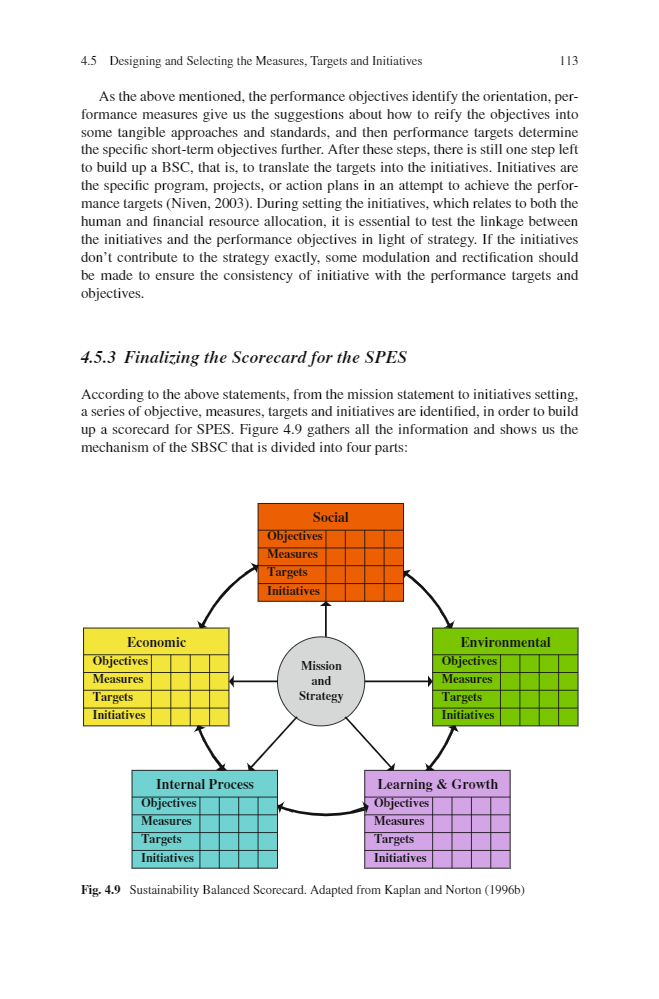 4.5 Designing and Selecting the Measures, Targets and Initiatives 113
As the above mentioned, the performance objectives identify the orientation, per-
formance measures give us the suggestions about how to reify the objectives into
some tangible approaches and standards, and then performance targets determine
the specific short-term objectives further. After these steps, there is still one step left
to build up a BSC, that is, to translate the targets into the initiatives. Initiatives are
the specific program, projects, or action plans in an attempt to achieve the perfor-
mance targets (Niven, 2003). During setting the initiatives, which relates to both the
human and financial resource allocation, it is essential to test the linkage between
the initiatives and the performance objectives in light of strategy. If the initiatives
don't contribute to the strategy exactly, some modulation and rectification should
be made to ensure the consistency of initiative with the performance targets and
objectives.
4.5.3 Finalizing the Scorecard for the SPES
According to the above statements, from the mission statement to initiatives setting,
a series of objective, measures, targets and initiatives are identified, in order to build
up a scorecard for SPES. Figure 4.9 gathers all the information and shows us the
mechanism of the SBSC that is divided into four parts:
Social
Objectives
Measures
Targets
Initiatives
Economic
Objectives
Measures
Targets
Initiatives
Mission
and
Strategy
Environmental
Objectives
Measures
Targets
Initiatives
Internal Process
Objectives
Measures
Targets
Initiatives
Learning & Growth
Objectives
Measures
Targets
Initiatives
Fig. 4.9 Sustainability Balanced Scorecard. Adapted from Kaplan and Norton (1996b)